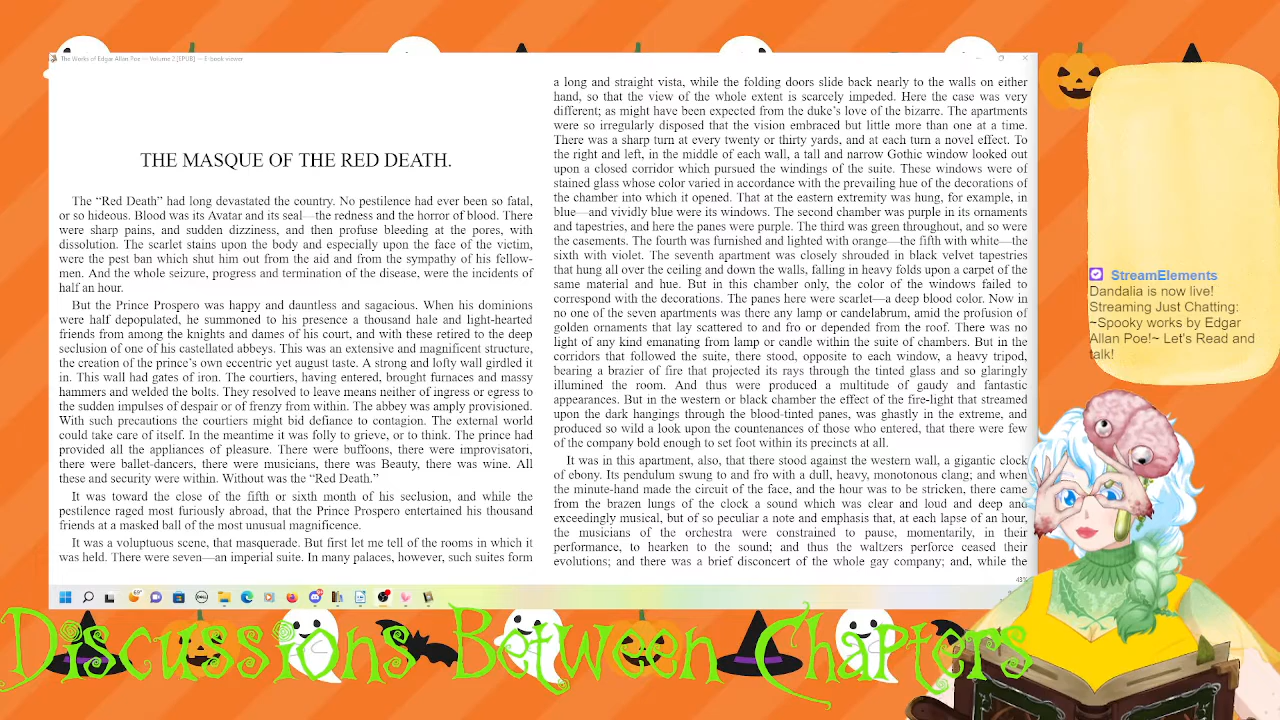 The Works of Edgar Allan Poe — Volume 2 [EPUB] — E-book viewer
THE MASQUE OF THE RED DEATH.
The “Red Death” had long devastated the country. No pestilence had ever been so fatal,
or so hideous. Blood was its Avatar and its seal—the redness and the horror of blood. There
were sharp pains, and sudden dizziness, and then profuse bleeding at the pores, with
dissolution. The scarlet stains upon the body and especially upon the face of the victim,
were the pest ban which shut him out from the aid and from the sympathy of his fellow-
men. And the whole seizure, progress and termination of the disease, were the incidents of
half an hour.
But the Prince Prospero was happy and dauntless and sagacious. When his dominions
were half depopulated, he summoned to his presence a thousand hale and light-hearted
friends from among the knights and dames of his court, and with these retired to the deep
seclusion of one of his castellated abbeys. This was an extensive and magnificent structure,
the creation of the prince’s own eccentric yet august taste. A strong and lofty wall girdled it
in. This wall had gates of iron. The courtiers, having entered, brought furnaces and massy
hammers and welded the bolts. They resolved to leave means neither of ingress or egress to
the sudden impulses of despair or of frenzy from within. The abbey was amply provisioned.
With such precautions the courtiers might bid defiance to contagion. The external world
could take care of itself. In the meantime it was folly to grieve, or to think. The prince had
provided all the appliances of pleasure. There were buffoons, there were improvisatori,
there were ballet-dancers, there were musicians, there was Beauty, there was wine. All
these and security were within. Without was the “Red Death.”
It was toward the close of the fifth or sixth month of his seclusion, and while the
pestilence raged most furiously abroad, that the Prince Prospero entertained his thousand
friends at a masked ball of the most unusual magnificence.
It was a voluptuous scene, that masquerade. But first let me tell of the rooms in which it
was held. There were seven—an imperial suite. In many palaces, however, such suites form
a long and straight vista, while the folding doors slide back nearly to the walls on either
hand, so that the view of the whole extent is scarcely impeded. Here the case was very
different; as might have been expected from the duke’s love of the bizarre. The apartments
were so irregularly disposed that the vision embraced but little more than one at a time.
There was a sharp turn at every twenty or thirty yards, and at each turn a novel effect. To
the right and left, in the middle of each wall, a tall and narrow Gothic window looked out
upon a closed corridor which pursued the windings of the suite. These windows were of
stained glass whose color varied in accordance with the prevailing hue of the decorations of
the chamber into which it opened. That at the eastern extremity was hung, for example, in
blue—and vividly blue were its windows. The second chamber was purple in its ornaments
and tapestries, and here the panes were purple. The third was green throughout, and so were
the casements. The fourth was furnished and lighted with orange—the fifth with white—the
sixth with violet. The seventh apartment was closely shrouded in black velvet tapestries
that hung all over the ceiling and down the walls, falling in heavy folds upon a carpet of the
same material and hue. But in this chamber only, the color of the windows failed to
correspond with the decorations. The panes here were scarlet—a deep blood color. Now in
no one of the seven apartments was there any lamp or candelabrum, amid the profusion of
golden ornaments that lay scattered to and fro or depended from the roof. There was no
light of any kind emanating from lamp or candle within the suite of chambers. But in the
corridors that followed the suite, there stood, opposite to each window, a heavy tripod,
bearing a brazier of fire that projected its rays through the tinted glass and so glaringly
illumined the room. And thus were produced a multitude of gaudy and fantastic
appearances. But in the western or black chamber the effect of the fire-light that streamed
upon the dark hangings through the blood-tinted panes, was ghastly in the extreme, and
produced so wild a look upon the countenances of those who entered, that there were few
of the company bold enough to set foot within its precincts at all.
It was in this apartment, also, that there stood against the western wall, a gigantic clock
of ebony. Its pendulum swung to and fro with a dull, heavy, monotonous clang; and when
the minute-hand made the circuit of the face, and the hour was to be stricken, there came
from the brazen lungs of the clock a sound which was clear and loud and deep and
exceedingly musical, but of so peculiar a note and emphasis that, at each lapse of an hour,
the musicians of the orchestra were constrained to pause, momentarily, in their
performance, to hearken to the sound; and thus the waltzers perforce ceased their
evolutions; and there was a brief disconcert of the whole gay company; and, while the
43%
StreamElements
Dandalia is now live!
Streaming Just Chatting:
~Spooky works by Edgar
Allan Poe!~ Let's Read and
talk!
DELL
Discussions Between Chapters